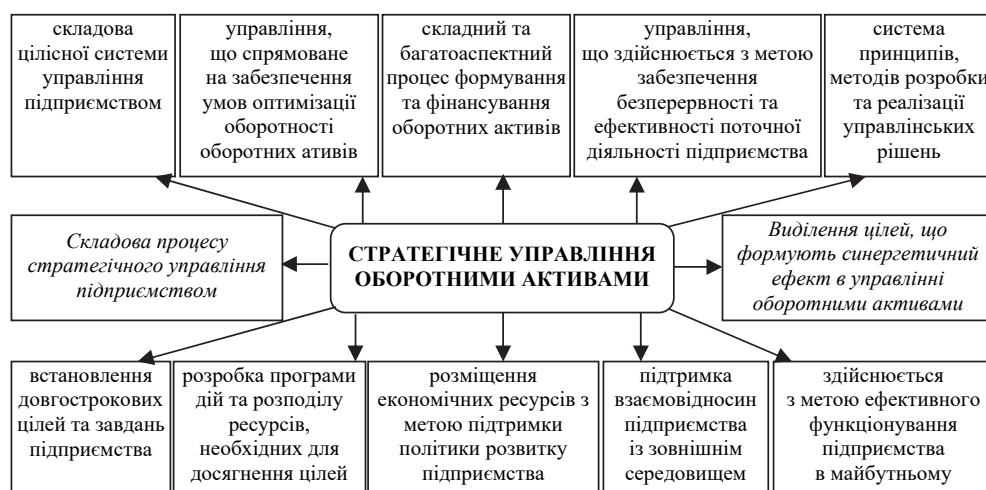 складова
цілісної системи
управління
підприємством
управління,
що спрямоване
на забезпечення
умов оптимізації
оборотності
оборотних ативів
складний та
багатоаспектний
процес формування
та фінансування
оборотних активів
управління,
що здійснюється з метою
забезпечення
безперервності та
ефективності поточної
діяльності підприємства
система
принципів,
методів розробки
та реалізації
управлінських
рішень
Складова процесу
стратегічного управління
підприємством
СТРАТЕГІЧНЕ УПРАВЛІННЯ
ОБОРОТНИМИ АКТИВАМИ
Виділення цілей, що
формують синергетичний
ефект в управлінні
оборотними активами
встановлення
довгострокових
цілей та завдань
підприємства
розробка програми
дій та розподілу
ресурсів,
необхідних для
досягнення цілей
розміщення
економічних ресурсів з
метою підтримки
політики розвитку
підприємства
підтримка
взаємовідносин
підприємства
із зовнішнім
середовищем
здійснюється
з метою ефективного
функціонування
підприємства
в майбутньому